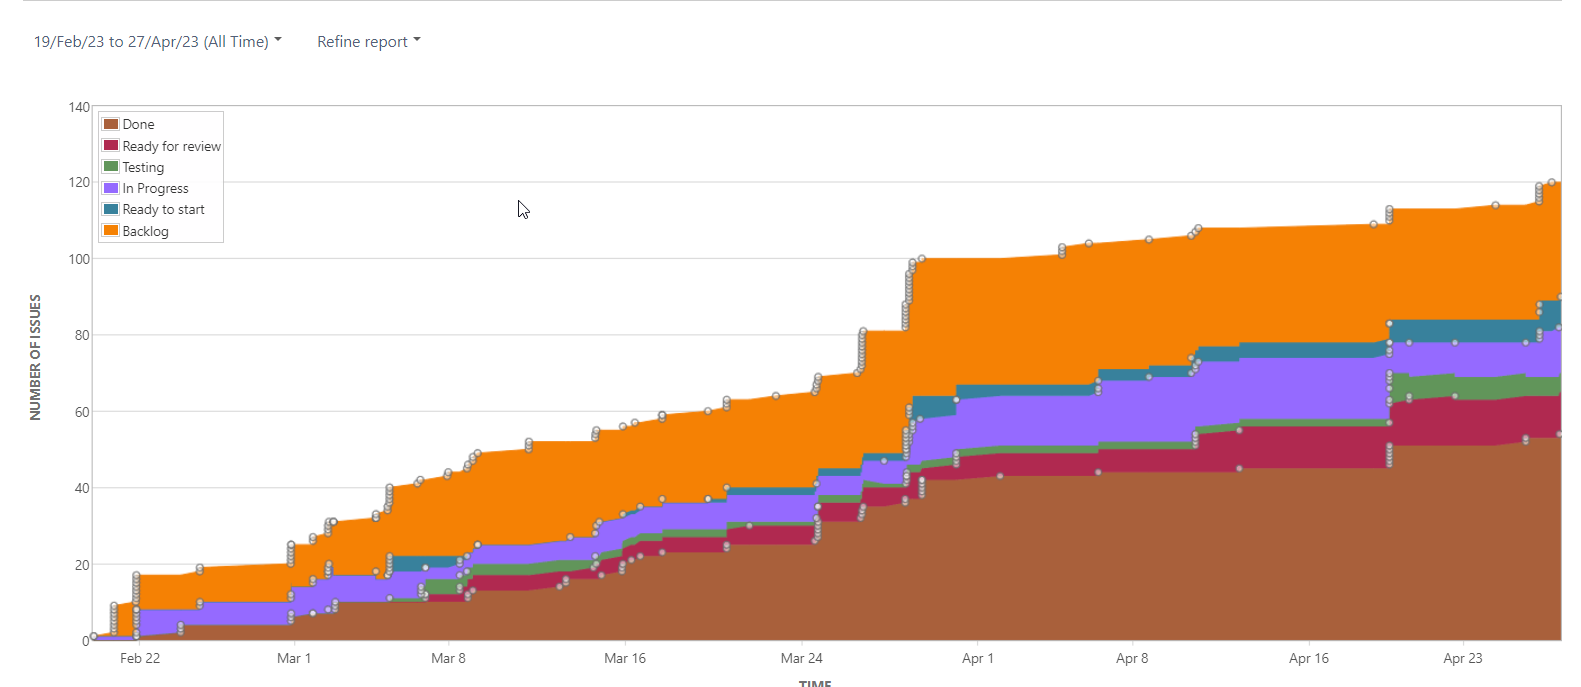 19/Feb/23 to 27/Apr/23 (All Time) Refine report
140
Done
Ready for review
Testing
In Progress
Ready to start
Backlog
120
100
80
60
40
20
0
NUMBER OF ISSUES
Feb 22 Mar 1 Mar 8 Mar 16 Mar 24 Apr 1 Apr 8 Apr 16 Apr 23
TIME